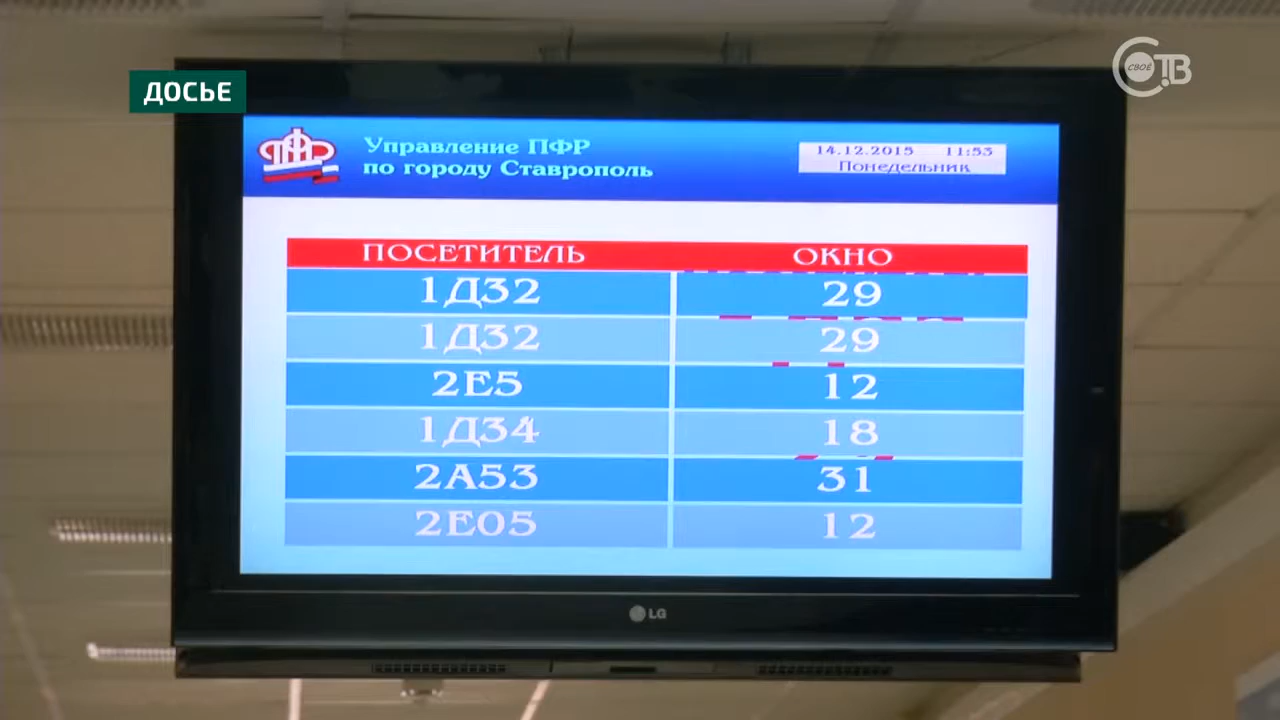 ДОСЬЕ
СВОЁ ТВ
ПФР
Управление ПФР
по городу Ставрополь
14.12.2015 11:53
Понедельник
ПОСЕТИТЕЛЬ ОКНО
1Д32 29
1Д32 29
2Е5 12
1Д34 18
2А53 31
2Е05 12
LG